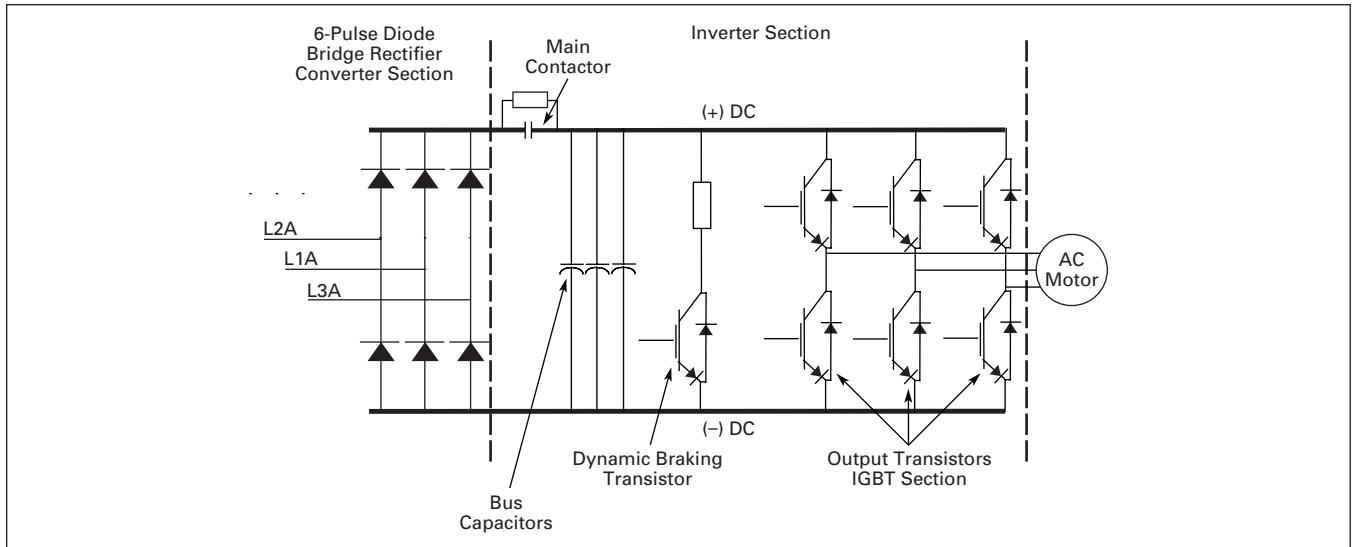 6-Pulse Diode
Bridge Rectifier
Converter Section
Main
Contactor
Inverter Section
(+) DC
L2A
L1A
L3A
AC
Motor
(–) DC
Dynamic Braking
Transistor
Output Transistors
IGBT Section
Bus
Capacitors